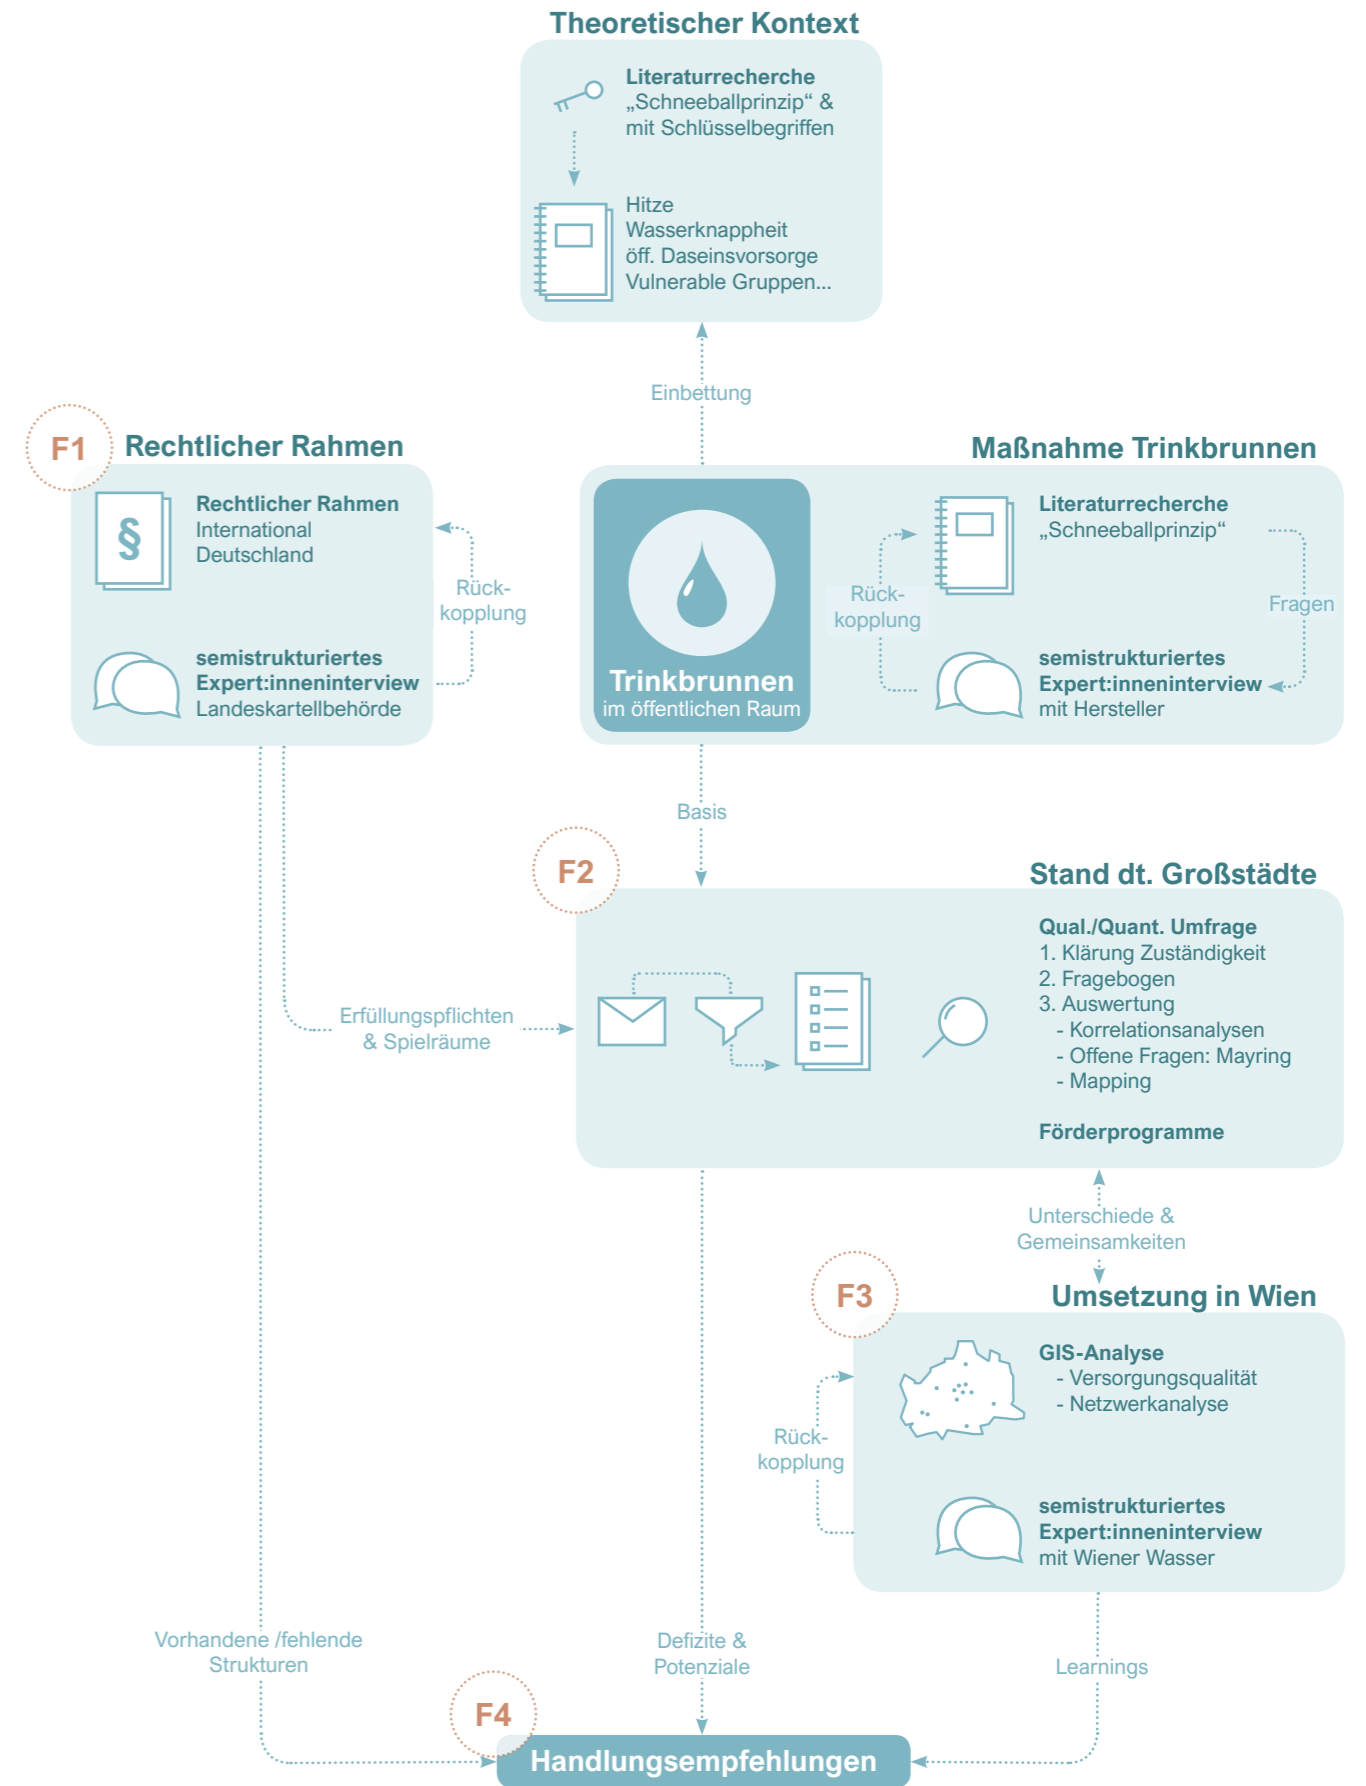 Theoretischer Kontext
Literaturrecherche
„Schneeballprinzip“ &
mit Schlüsselbegriffen
Hitze
Wasserknappheit
öff. Daseinsvorsorge
Vulnerable Gruppen...
Einbettung
F1
Rechtlicher Rahmen
§
Rechtlicher Rahmen
International
Deutschland
Rück-
kopplung
semistrukturiertes
Expert:inneninterview
Landeskartellbehörde
Maßnahme Trinkbrunnen
Trinkbrunnen
im öffentlichen Raum
Rück-
kopplung
Literaturrecherche
„Schneeballprinzip“
Fragen
semistrukturiertes
Expert:inneninterview
mit Hersteller
Basis
F2
Stand dt. Großstädte
Erfüllungspflichten
& Spielräume
Qual./Quant. Umfrage
1. Klärung Zuständigkeit
2. Fragebogen
3. Auswertung
- Korrelationsanalysen
- Offene Fragen: Mayring
- Mapping
Förderprogramme
Unterschiede &
Gemeinsamkeiten
F3
Umsetzung in Wien
GIS-Analyse
- Versorgungsqualität
- Netzwerkanalyse
Rück-
kopplung
semistrukturiertes
Expert:inneninterview
mit Wiener Wasser
Vorhandene /fehlende
Strukturen
Defizite &
Potenziale
Learnings
F4
Handlungsempfehlungen